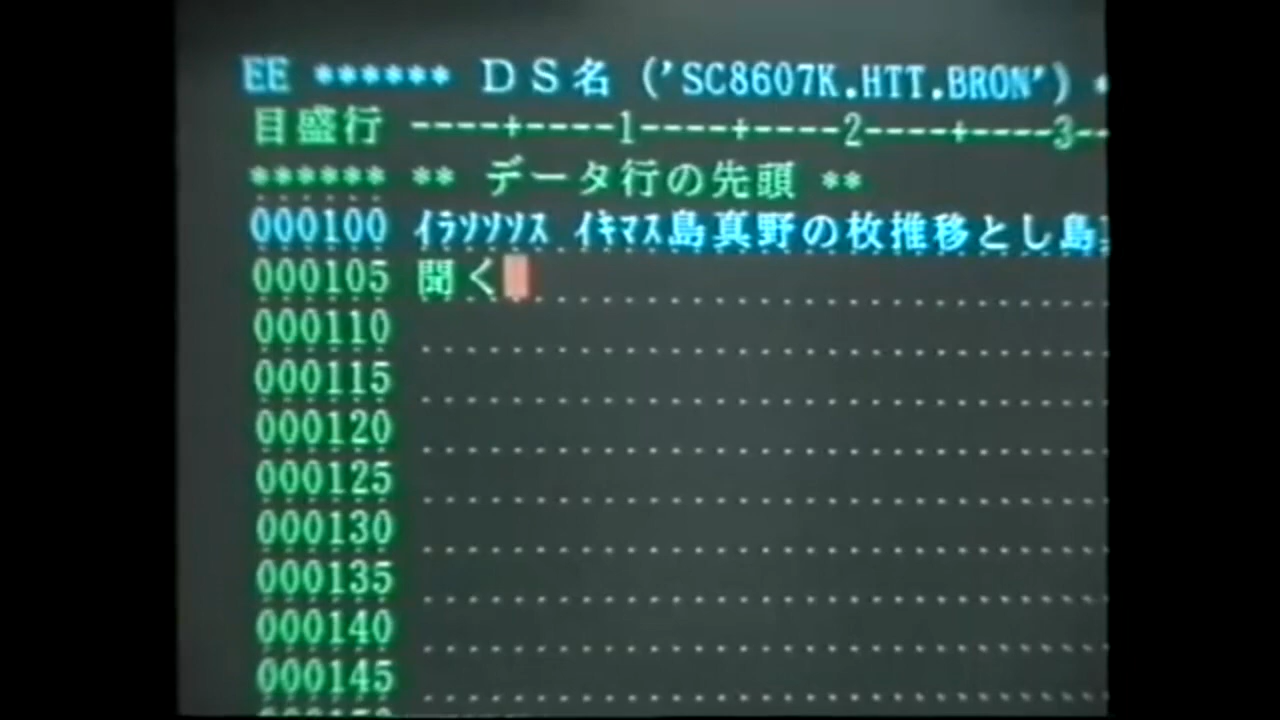 EE ****** ＤＳ名 ('SC8607K.HTT.BRON') *
目盛行 ----+----1----+----2----+----3--
****** ** データ行の先頭 **
000100 ｲﾗｿｿｿｽ ｲｷﾏｽ島真野の枚推移とし島
000105 聞く
000110
000115
000120
000125
000130
000135
000140
000145